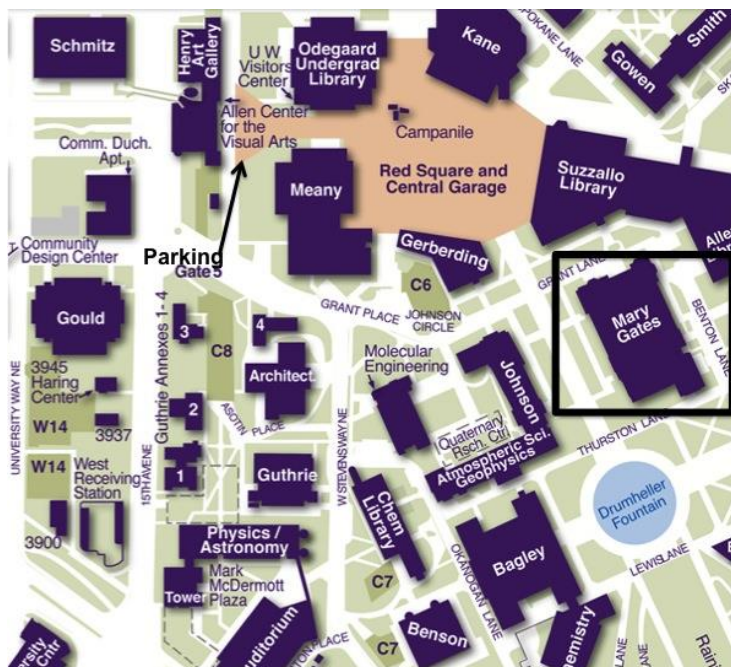 Schmitz
Henry
Art
Gallery
U W
Visitors
Center
Odegaard
Undergrad
Library
Kane
SPOKANE LANE
Gowen
Smith
Allen Center
for the
Visual Arts
Campanile
Comm. Duch.
Apt.
Meany
Red Square and
Central Garage
Suzzallo
Library
Community
Design Center
Parking
Gate 5
Gerberding
C6
GRANT LANE
GRANT PLACE
JOHNSON
CIRCLE
Mary
Gates
BENTON LANE
Gould
Guthrie Annexes 1- 4
3
4
C8
Architect.
Molecular
Engineering
Johnson
UNIVERSITY WAY NE
3945
Haring
Center
W14
3937
2
ASOTIN PLACE
W STEVENS WAY NE
Quaternary
Rsch. Ctrl
Atmospheric Sci.
Geophysics
THURSTON LANE
W14
West
Receiving
Station
15TH AVE NE
1
Guthrie
Chem
Library
Drumheller
Fountain
3900
Physics /
Astronomy
OKANOGAN LANE
Bagley
LEWIS LANE
Tower
Mark
McDermott
Plaza
C7
C7
Benson